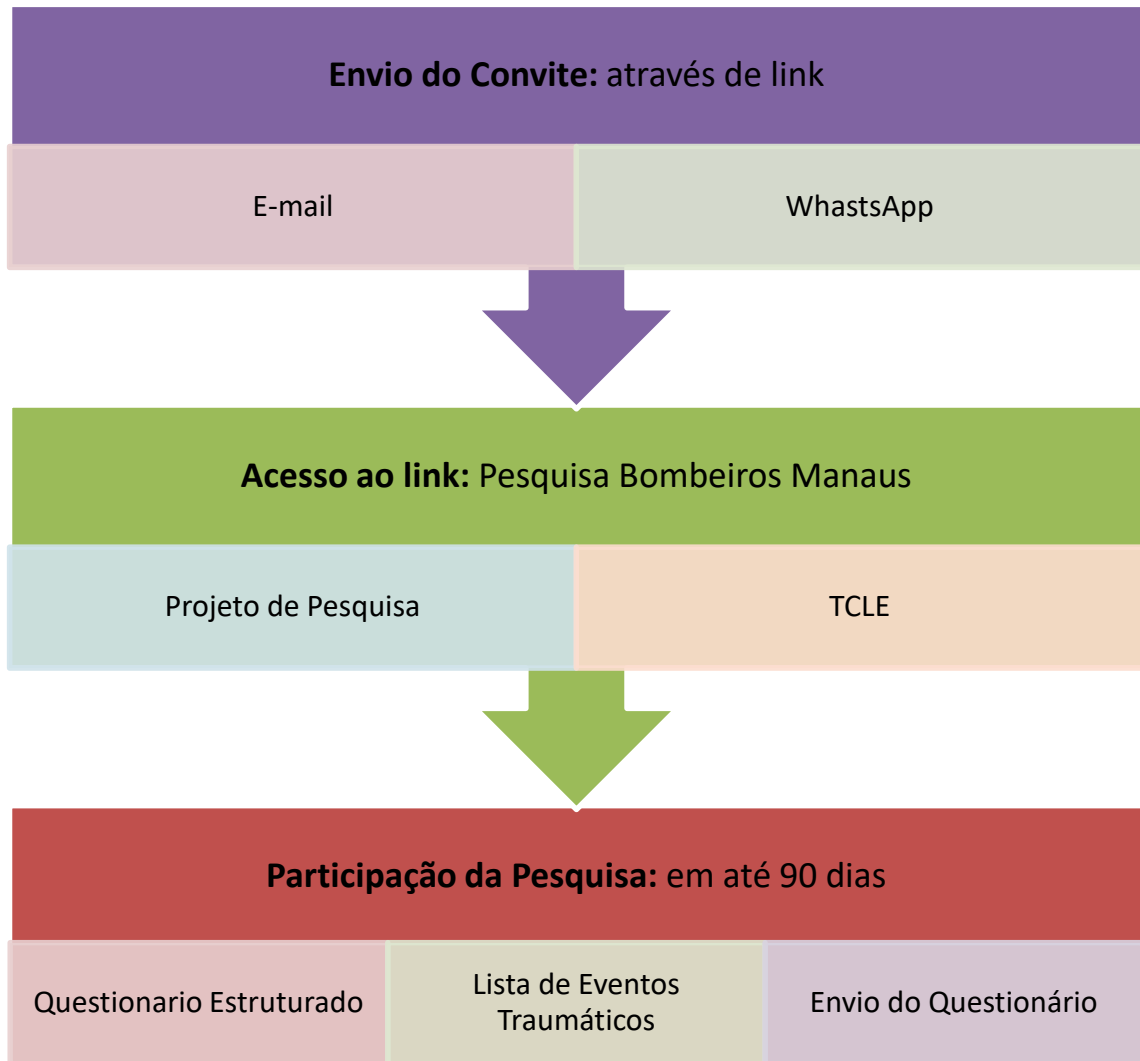 Envio do Convite: através de link
E-mail
WhastsApp
Acesso ao link: Pesquisa Bombeiros Manaus
Projeto de Pesquisa
TCLE
Participação da Pesquisa: em até 90 dias
Questionario Estruturado
Lista de Eventos
Traumáticos
Envio do Questionário